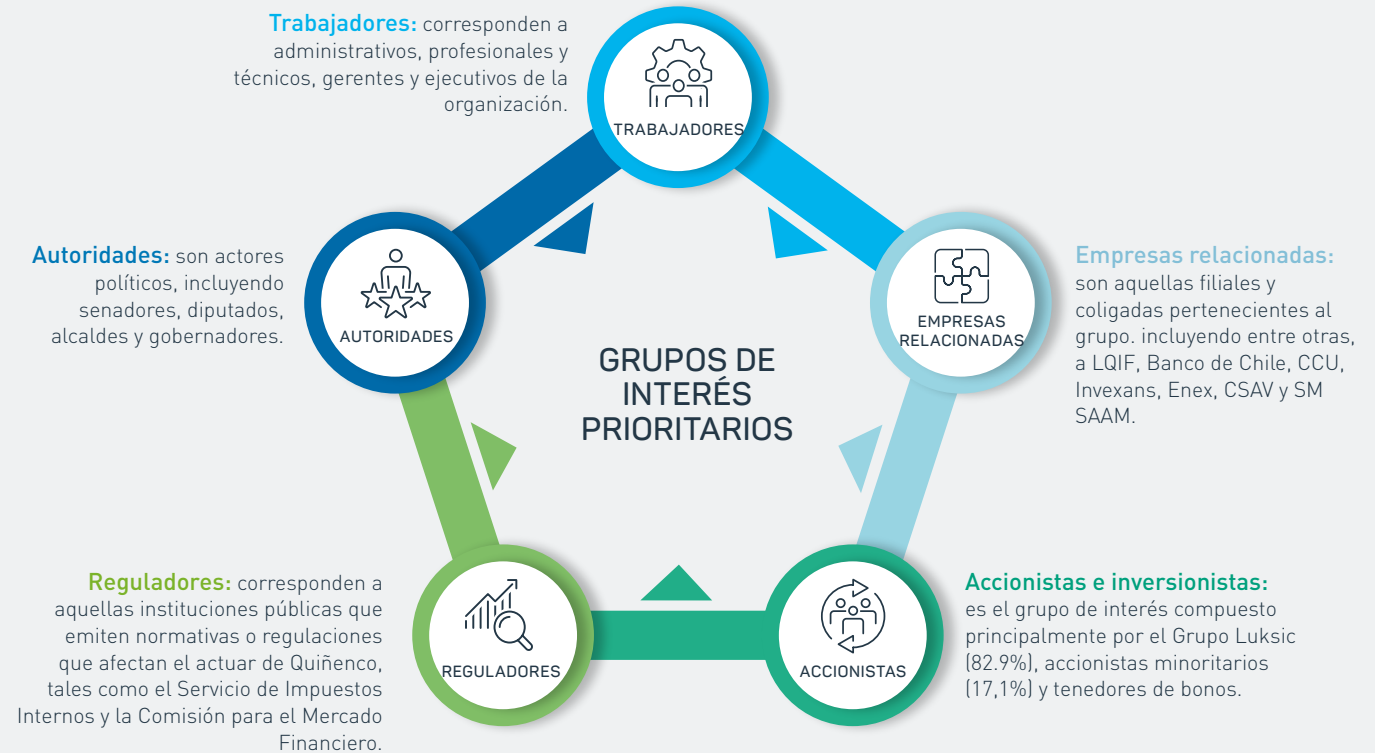 Trabajadores: corresponden a
administrativos, profesionales y
técnicos, gerentes y ejecutivos de la
organización.
TRABAJADORES
Autoridades: son actores
políticos, incluyendo
senadores, diputados,
alcaldes y gobernadores.
AUTORIDADES
GRUPOS DE
INTERÉS
PRIORITARIOS
EMPRESAS
RELACIONADAS
Empresas relacionadas:
son aquellas filiales y
coligadas pertenecientes al
grupo. incluyendo entre otras,
a LQIF, Banco de Chile, CCU,
Invexans, Enex, CSAV y SM
SAAM.
Reguladores: corresponden a
aquellas instituciones públicas que
emiten normativas o regulaciones
que afectan el actuar de Quiñenco,
tales como el Servicio de Impuestos
Internos y la Comisión para el Mercado
Financiero.
REGULADORES
ACCIONISTAS
Accionistas e inversionistas:
es el grupo de interés compuesto
principalmente por el Grupo Luksic
(82.9%), accionistas minoritarios
(17,1%) y tenedores de bonos.